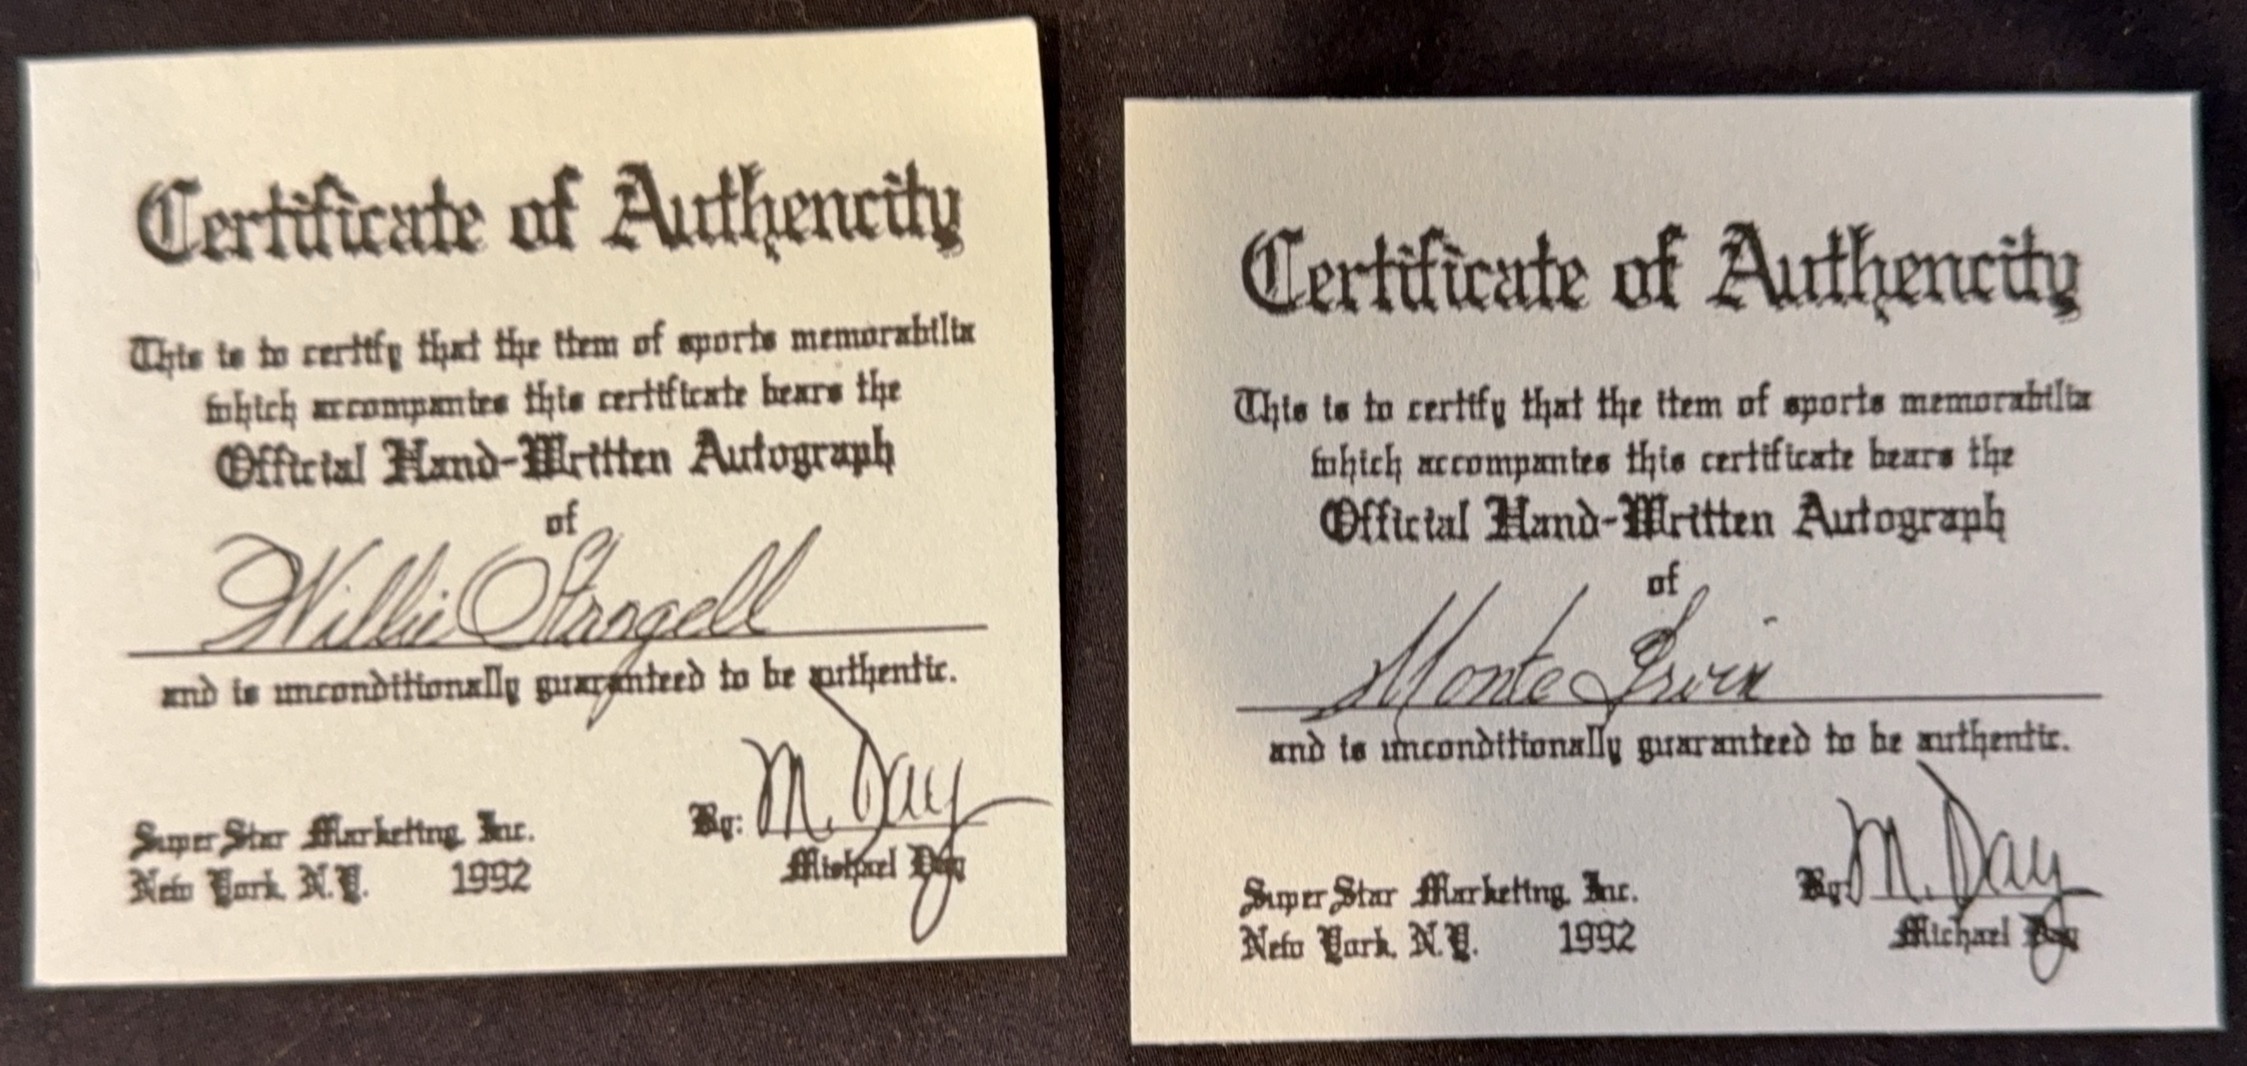 Certificate of Authencity
This is to certify that the item of sports memorabilia
which accompanies this certificate bears the
Official Hand-Written Autograph
of
Willie Stargell
and is unconditionally guaranteed to be authentic.
Super Star Marketing, Inc.
New York, N.Y. 1992
By: M. Day
Michael Day
Certificate of Authencity
This is to certify that the item of sports memorabilia
which accompanies this certificate bears the
Official Hand-Written Autograph
of
Monte Irvin
and is unconditionally guaranteed to be authentic.
Super Star Marketing, Inc.
New York, N.Y. 1992
By: M. Day
Michael Day